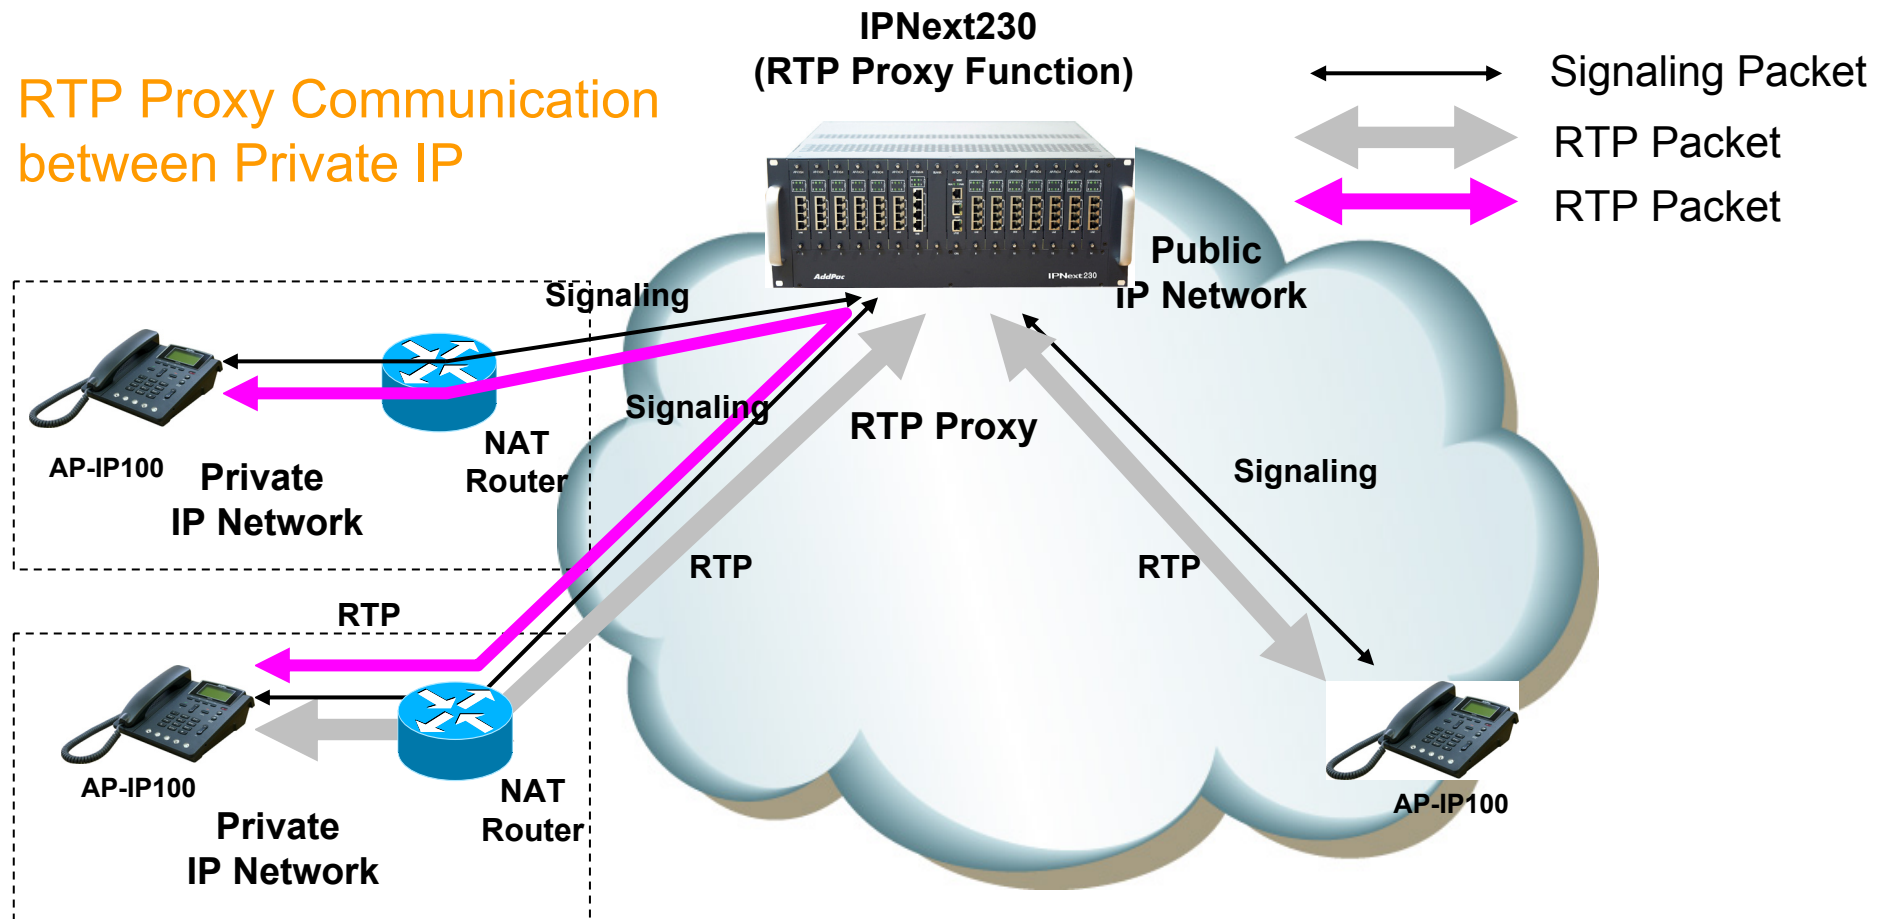 IPNext230
(RTP Proxy Function)
RTP Proxy Communication
between Private IP
Signaling Packet
RTP Packet
RTP Packet
AddPac
IPNext230
Public
IP Network
Signaling
Signaling
RTP Proxy
NAT
Router
AP-IP100
Private
IP Network
Signaling
RTP
RTP
RTP
AP-IP100
NAT
Router
Private
IP Network
AP-IP100